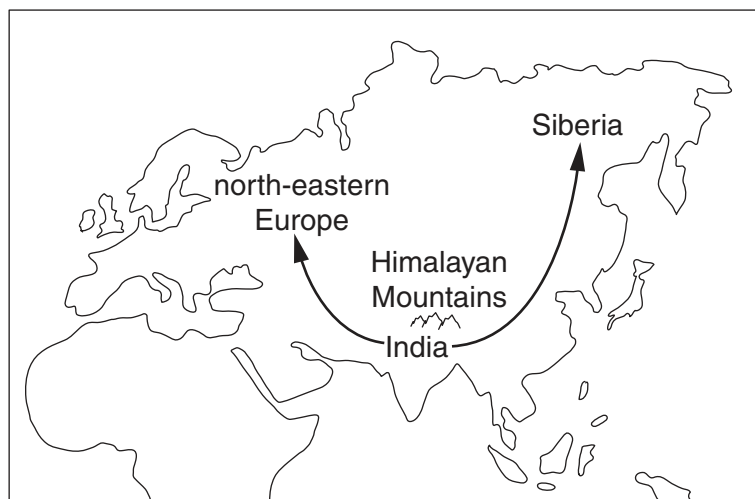 Siberia
north-eastern
Europe
Himalayan
Mountains
India